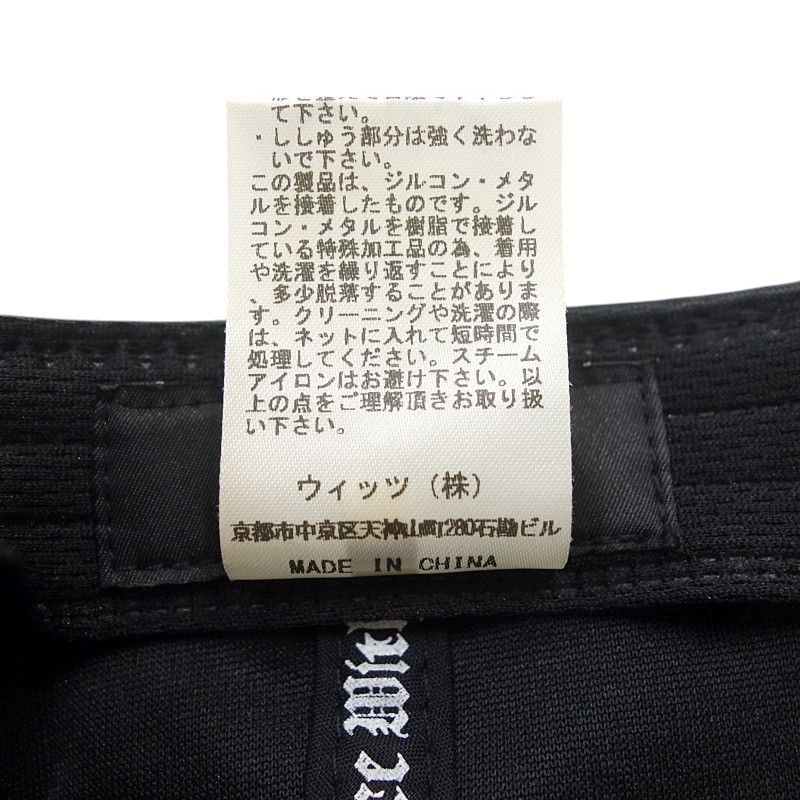 て下さい。
・ししゅう部分は強く洗わな
いで下さい。
この製品は、ジルコン・メタ
ルを接着したものです。ジル
コン・メタルを樹脂で接着し
ている特殊加工品の為、着用
や洗濯を繰り返すことにより
、多少脱落することがありま
す。クリーニングや洗濯の際
は、ネットに入れて短時間で
処理してください。スチーム
アイロンはお避け下さい。以
上の点をご理解頂きお取り扱
い下さい。
ウィッツ（株）
京都市中京区天神山町280石勘ビル
MADE IN CHINA